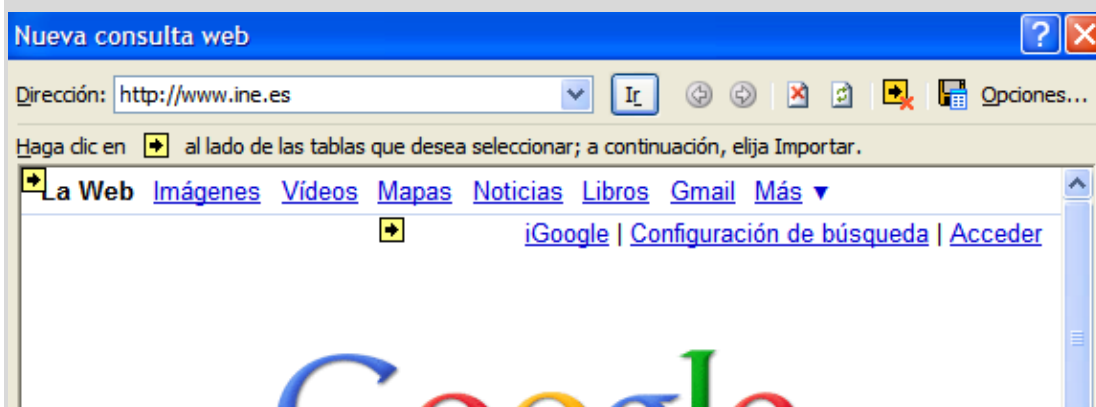 Nueva consulta web
Dirección: http://www.ine.es Ir Opciones...
Haga clic en al lado de las tablas que desea seleccionar; a continuación, elija Importar.
La Web Imágenes Vídeos Mapas Noticias Libros Gmail Más ▼
iGoogle | Configuración de búsqueda | Acceder
Google